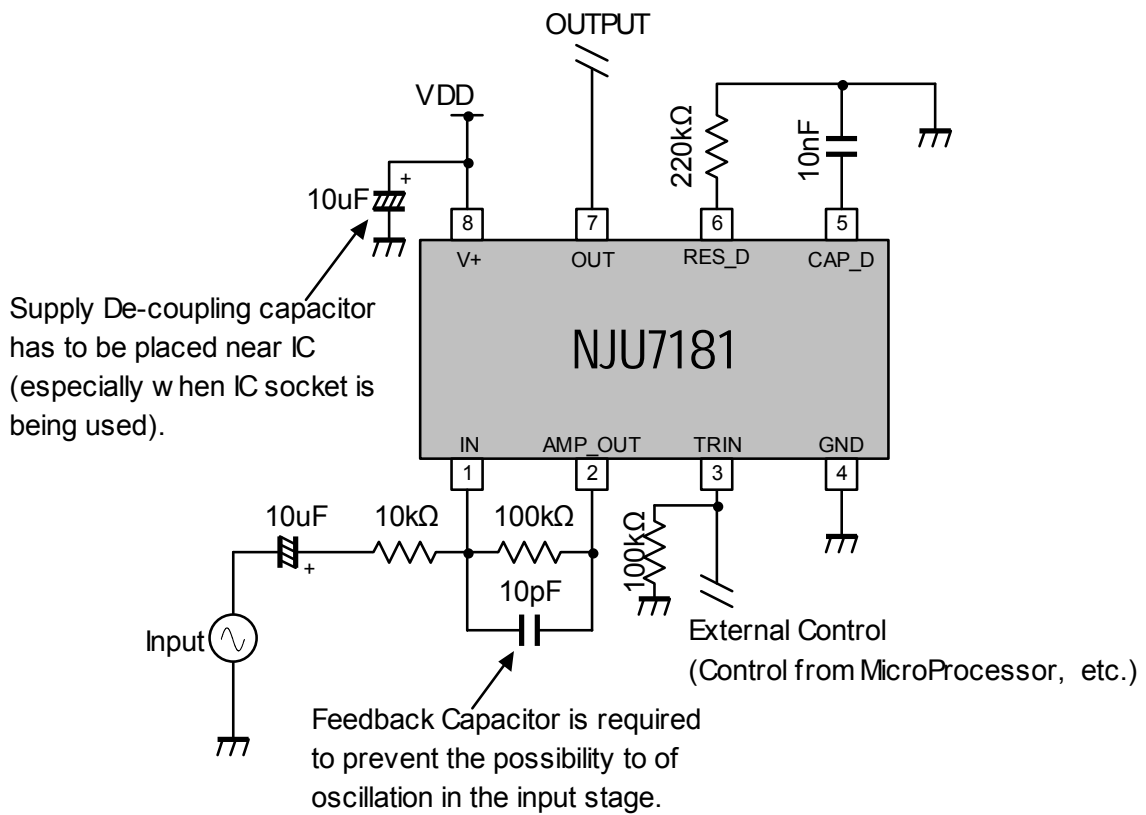 OUTPUT
VDD
+
10uF
220kΩ
10nF
8
7
6
5
V+
OUT
RES_D
CAP_D
Supply De-coupling capacitor
has to be placed near IC
(especially when IC socket is
being used).
NJU7181
IN
AMP_OUT
TRIN
GND
1
2
3
4
10uF
+
10kΩ
100kΩ
100kΩ
10pF
Input
External Control
(Control from MicroProcessor, etc.)
Feedback Capacitor is required
to prevent the possibility to of
oscillation in the input stage.